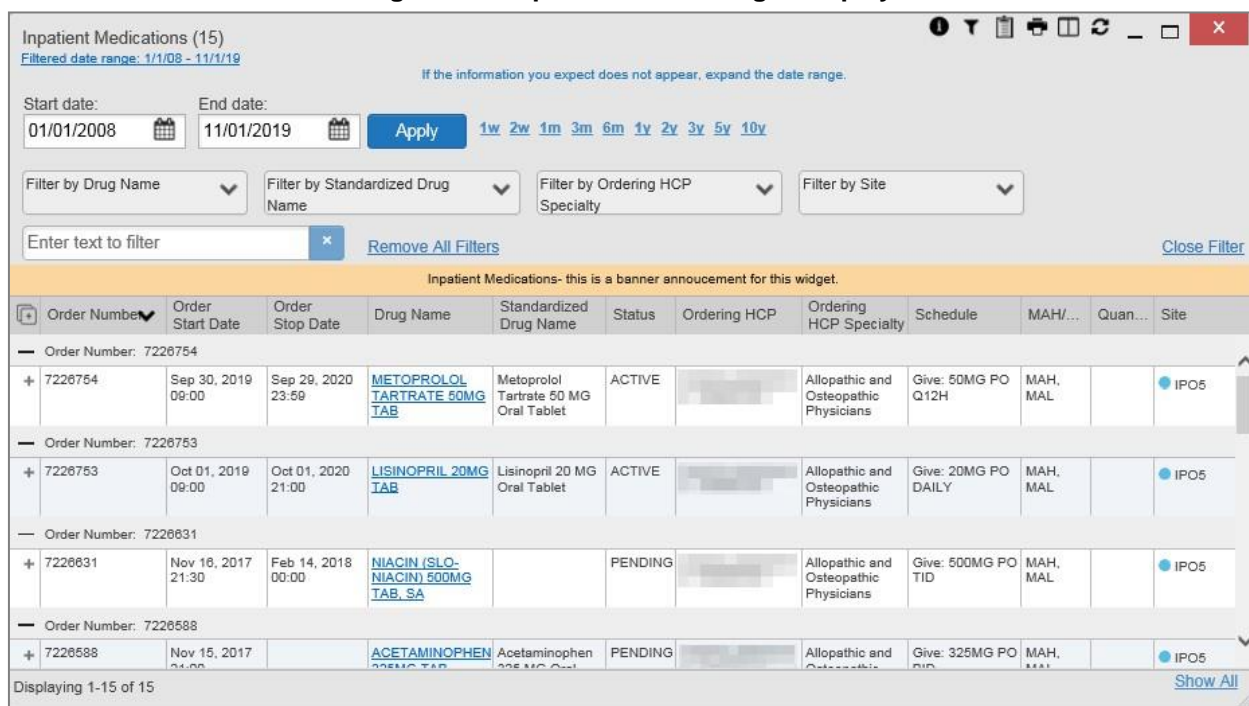 Inpatient Medications (15)
Filtered date range: 1/1/08 - 11/1/19
If the information you expect does not appear, expand the date range.
Start date:
End date:
01/01/2008
11/01/2019
Apply
1w 2w 1m 3m 6m 1y 2y 3y 5y 10y
Filter by Drug Name
Filter by Standardized Drug
Name
Filter by Ordering HCP
Specialty
Filter by Site
Enter text to filter
Remove All Filters
Close Filter
Inpatient Medications- this is a banner annoucement for this widget.
Order Number
Order
Start Date
Order
Stop Date
Drug Name
Standardized
Drug Name
Status
Ordering HCP
Ordering
HCP Specialty
Schedule
MAH/...
Quan...
Site
Order Number: 7226754
7226754
Sep 30, 2019
09:00
Sep 29, 2020
23:59
METOPROLOL
TARTRATE 50MG
TAB
Metoprolol
Tartrate 50 MG
Oral Tablet
ACTIVE
Allopathic and
Osteopathic
Physicians
Give: 50MG PO
Q12H
MAH,
MAL
IPO5
Order Number: 7226753
7226753
Oct 01, 2019
09:00
Oct 01, 2020
21:00
LISINOPRIL 20MG
TAB
Lisinopril 20 MG
Oral Tablet
ACTIVE
Allopathic and
Osteopathic
Physicians
Give: 20MG PO
DAILY
MAH,
MAL
IPO5
Order Number: 7226631
7226631
Nov 16, 2017
21:30
Feb 14, 2018
00:00
NIACIN (SLO-
NIACIN) 500MG
TAB, SA
PENDING
Allopathic and
Osteopathic
Physicians
Give: 500MG PO
TID
MAH,
MAL
IPO5
Order Number: 7226588
7226588
Nov 15, 2017
ACETAMINOPHEN
325MG TAB
Acetaminophen
325 MG Oral
PENDING
Allopathic and
Osteopathic
Give: 325MG PO
MAH,
IPO5
Displaying 1-15 of 15
Show All